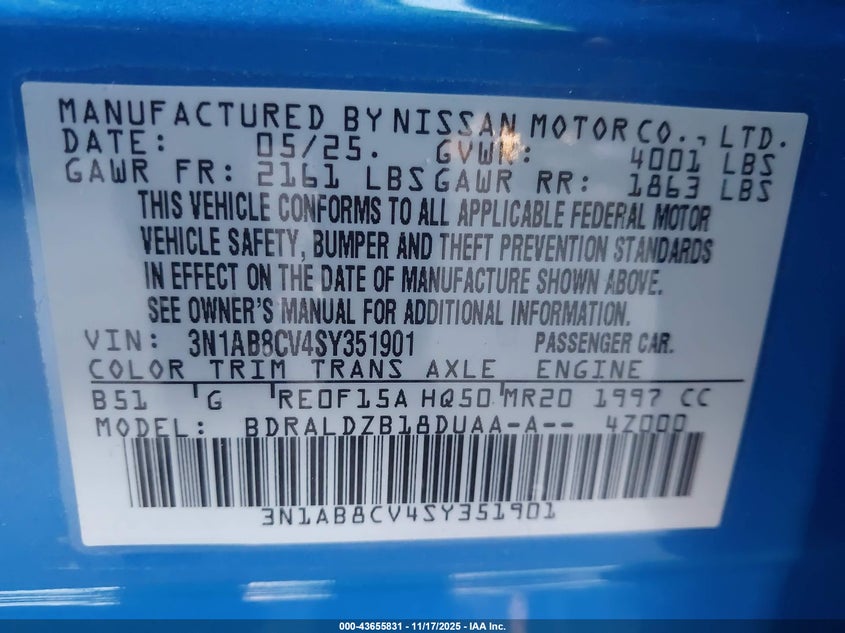 MANUFACTURED BY NISSAN MOTOR CO., LTD.
DATE: 05/25. GVWR: 4001 LBS
GAWR FR: 2161 LBS GAWR RR: 1863 LBS
THIS VEHICLE CONFORMS TO ALL APPLICABLE FEDERAL MOTOR
VEHICLE SAFETY, BUMPER AND THEFT PREVENTION STANDARDS
IN EFFECT ON THE DATE OF MANUFACTURE SHOWN ABOVE.
SEE OWNER'S MANUAL FOR ADDITIONAL INFORMATION.
VIN: 3N1AB8CV4SY351901 PASSENGER CAR.
COLOR TRIM TRANS AXLE ENGINE
B51 G RE0F15A HQ50 MR20 1997 CC
MODEL: BDRALDZB18DUAA-A-- 4Z000
3N1AB8CV4SY351901
000-43655831 - 11/17/2025 - IAA Inc.